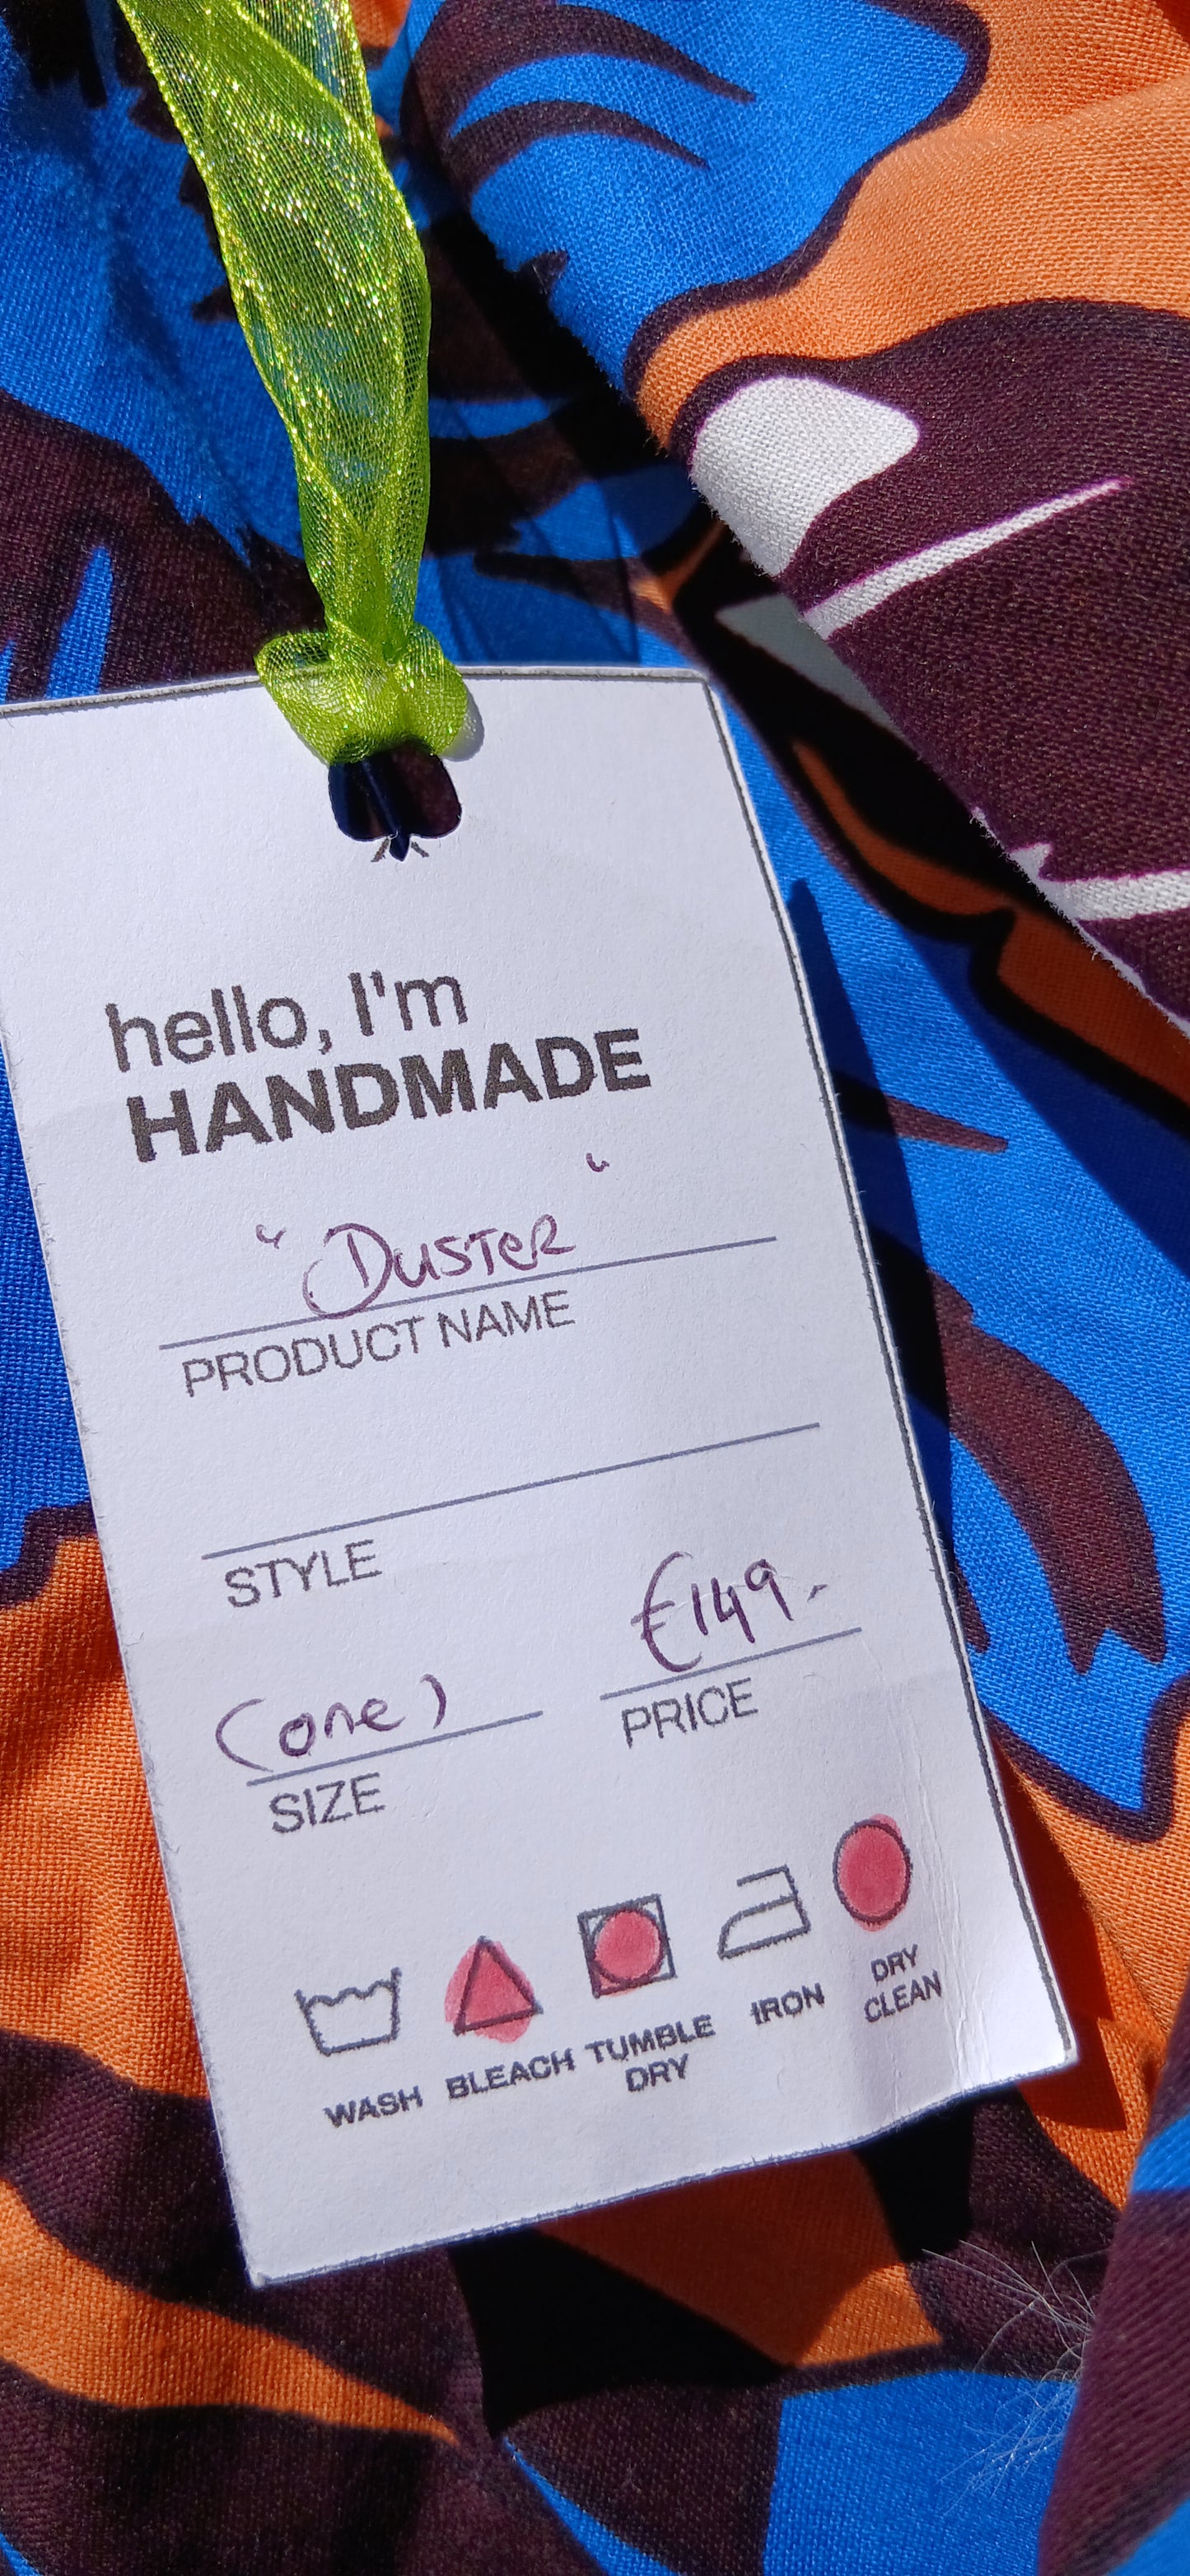 hello, I'm
HANDMADE
"Duster"
PRODUCT NAME
STYLE
(one) €149.-
SIZE PRICE
WASH BLEACH TUMBLE DRY IRON DRY CLEAN